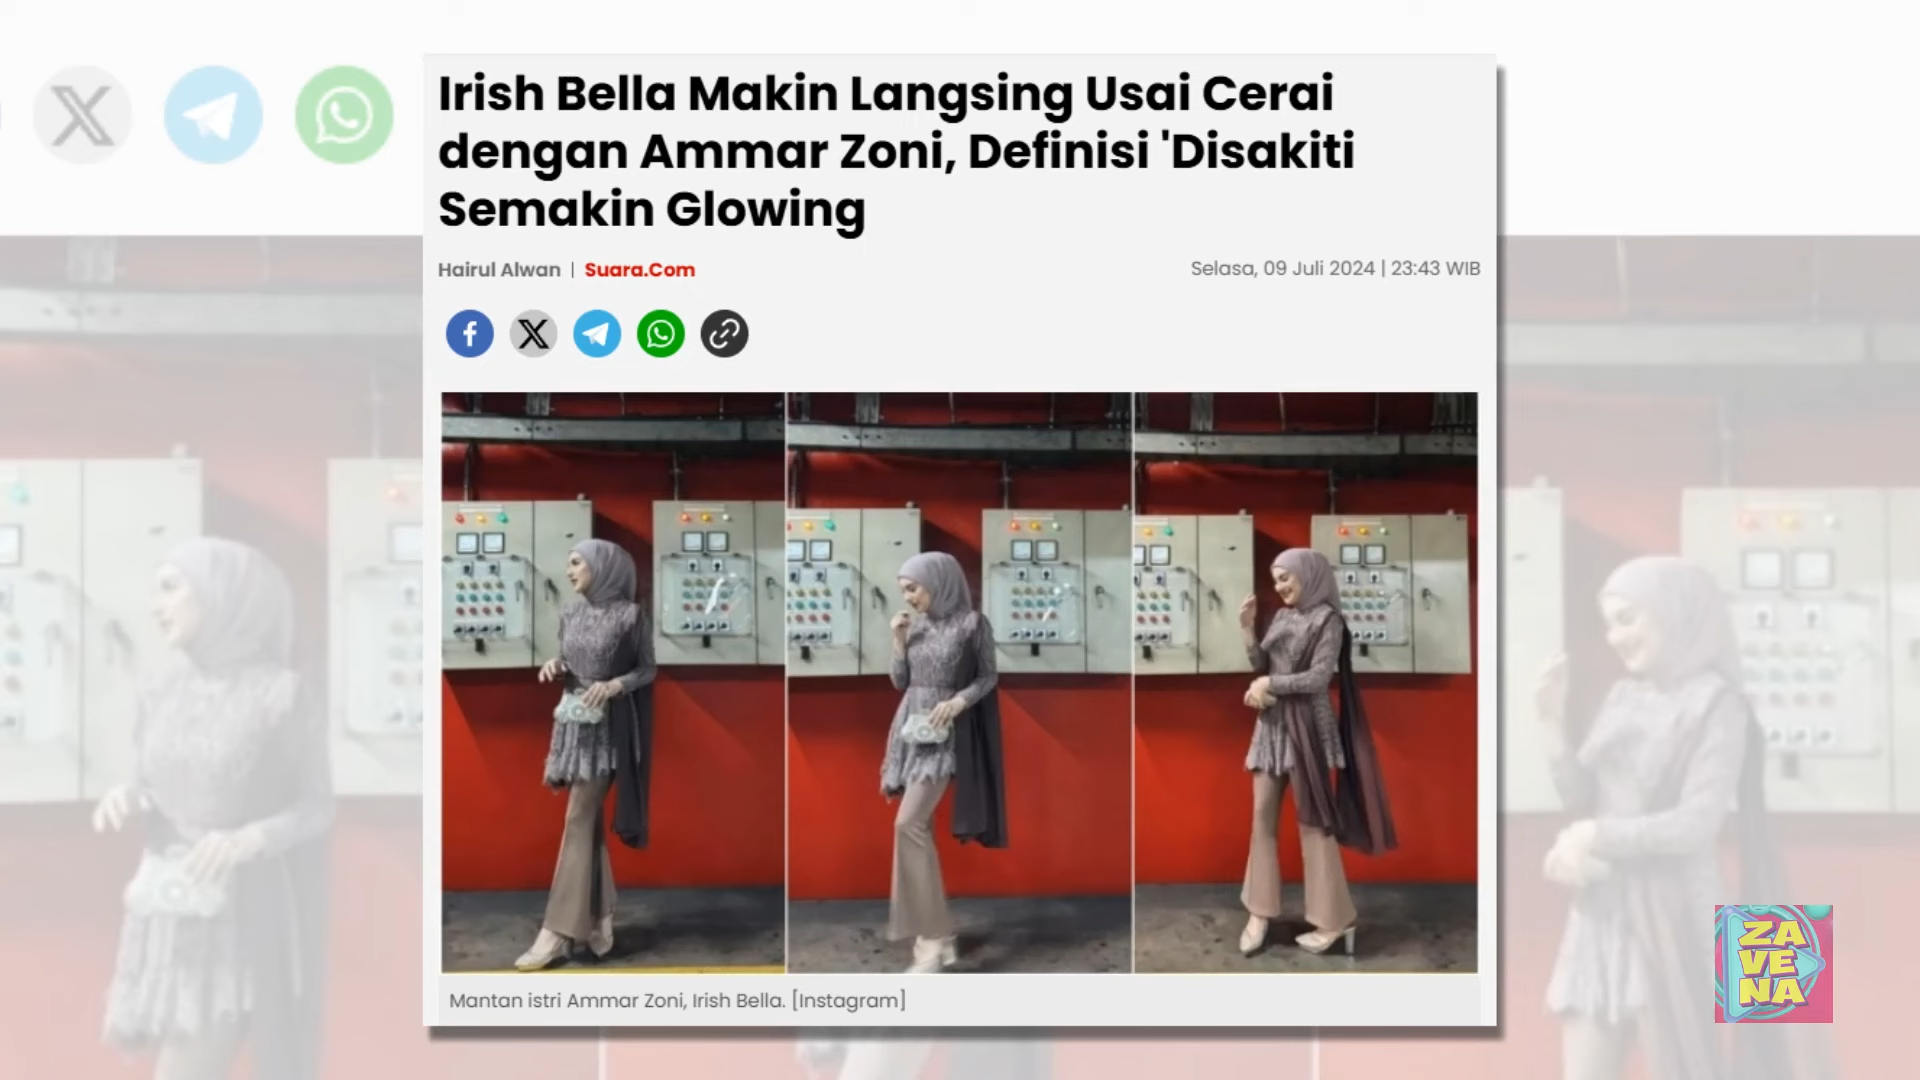 Irish Bella Makin Langsing Usai Cerai
dengan Ammar Zoni, Definisi 'Disakiti
Semakin Glowing
Hairul Alwan | Suara.Com
Selasa, 09 Juli 2024 | 23:43 WIB
Mantan istri Ammar Zoni, Irish Bella. [Instagram]
ZA
VE
NA